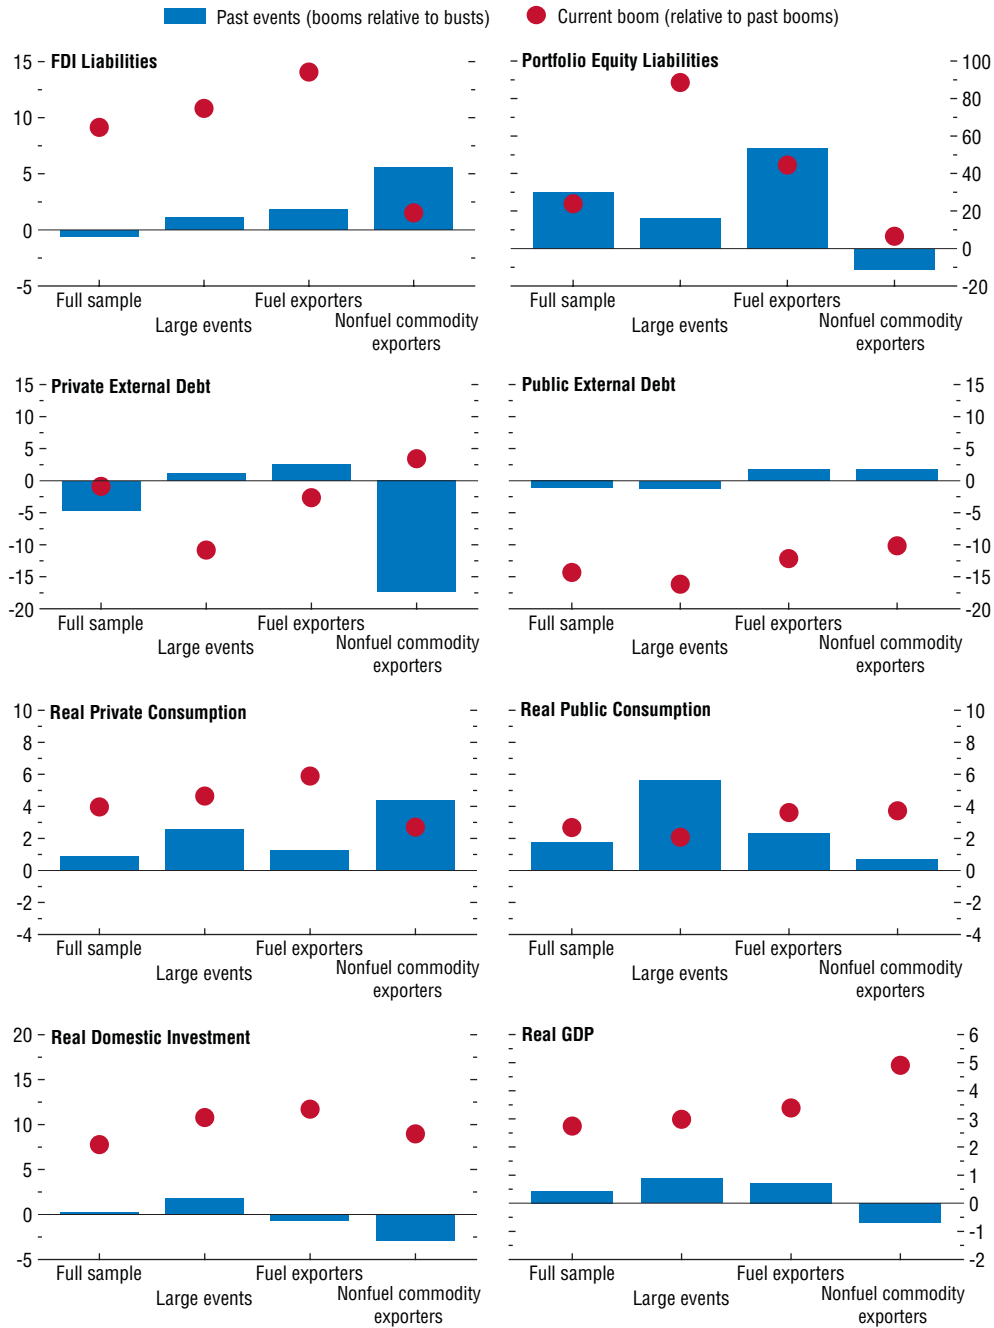 Past events (booms relative to busts)
Current boom (relative to past booms)
FDI Liabilities
15
10
5
0
-5
Full sample
Large events
Fuel exporters
Nonfuel commodity
exporters
Portfolio Equity Liabilities
100
80
60
40
20
0
-20
Full sample
Large events
Fuel exporters
Nonfuel commodity
exporters
Private External Debt
15
10
5
0
-5
-10
-15
-20
Full sample
Large events
Fuel exporters
Nonfuel commodity
exporters
Public External Debt
15
10
5
0
-5
-10
-15
-20
Full sample
Large events
Fuel exporters
Nonfuel commodity
exporters
Real Private Consumption
10
8
6
4
2
0
-2
-4
Full sample
Large events
Fuel exporters
Nonfuel commodity
exporters
Real Public Consumption
10
8
6
4
2
0
-2
-4
Full sample
Large events
Fuel exporters
Nonfuel commodity
exporters
Real Domestic Investment
20
15
10
5
0
-5
Full sample
Large events
Fuel exporters
Nonfuel commodity
exporters
Real GDP
6
5
4
3
2
1
0
-1
-2
Full sample
Large events
Fuel exporters
Nonfuel commodity
exporters